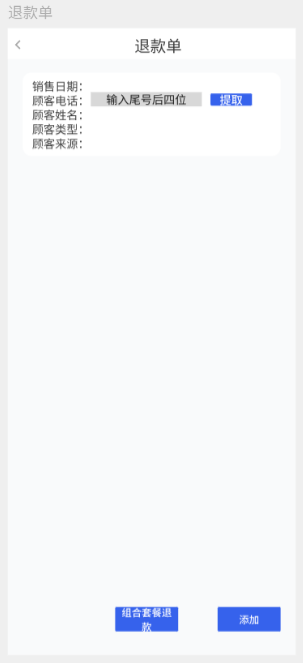 退款单
退款单
销售日期：
顾客电话： 输入尾号后四位 提取
顾客姓名：
顾客类型：
顾客来源：
组合套餐退
款
添加